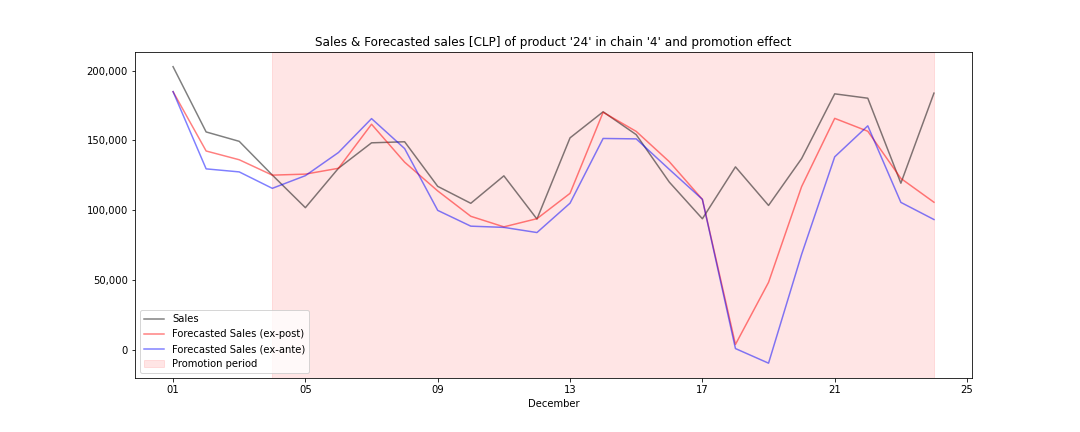 Sales & Forecasted sales [CLP] of product '24' in chain '4' and promotion effect
200,000
150,000
100,000
50,000
0
Sales
Forecasted Sales (ex-post)
Forecasted Sales (ex-ante)
Promotion period
01 05 09 13 17 21 25
December